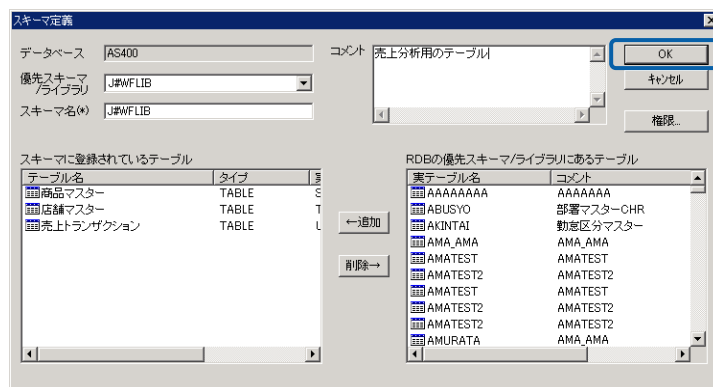 スキーマ定義
データベース AS400
優先スキーマ/ライブラリ J#WFLIB
スキーマ名(*) J#WFLIB
コメント 売上分析用のテーブル
OK
キャンセル
権限...
スキーマに登録されているテーブル
テーブル名 タイプ 実
商品マスター TABLE S
店舗マスター TABLE T
売上トランザクション TABLE U
←追加
削除→
RDBの優先スキーマ/ライブラリにあるテーブル
実テーブル名 コメント
AAAAAAAA AAAAAAA
ABUSYO 部署マスターCHR
AKINTAI 勤怠区分マスター
AMA_AMA AMA_AMA
AMATEST AMATEST
AMATEST2 AMATEST2
AMATEST AMATEST
AMATEST2 AMATEST2
AMATEST2 AMATEST2
AMURATA AMA_AMA